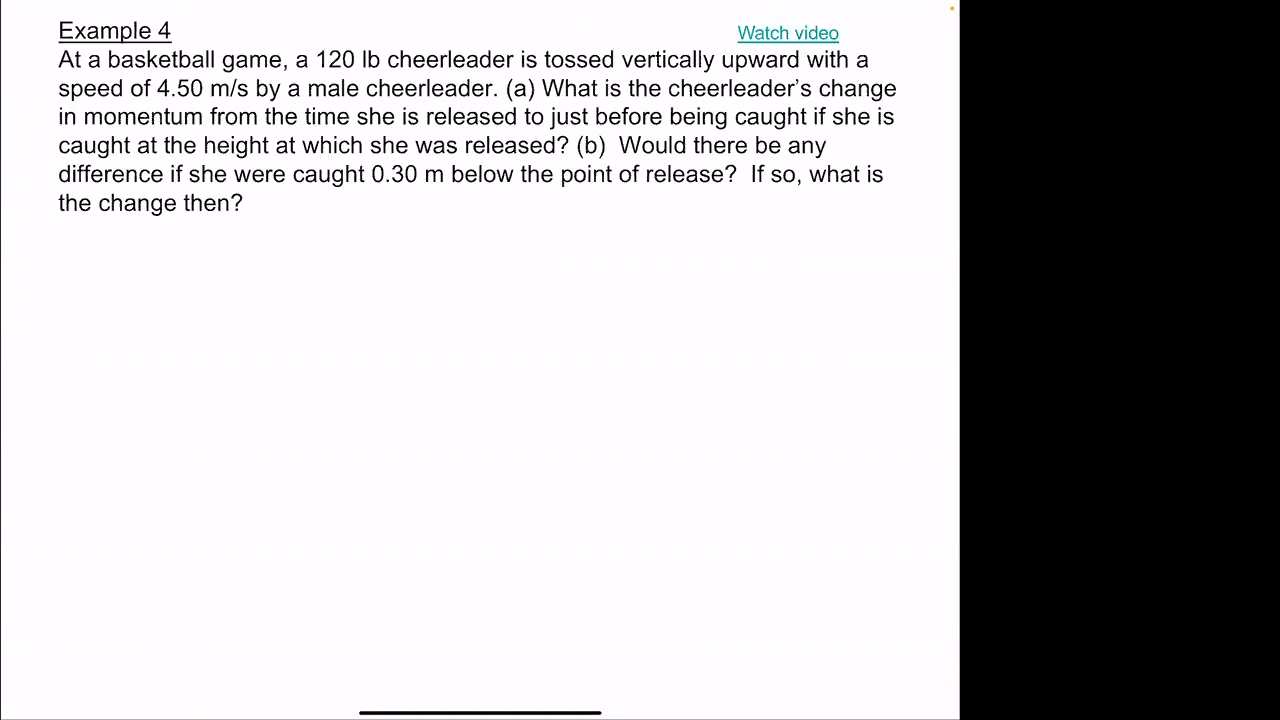 Example 4
Watch video
At a basketball game, a 120 lb cheerleader is tossed vertically upward with a
speed of 4.50 m/s by a male cheerleader. (a) What is the cheerleader’s change
in momentum from the time she is released to just before being caught if she is
caught at the height at which she was released? (b)  Would there be any
difference if she were caught 0.30 m below the point of release?  If so, what is
the change then?